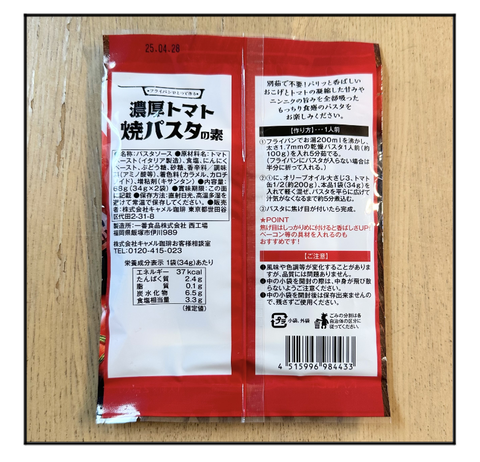 25.04.28
フライパンひとつで作る
濃厚トマト
焼パスタの素
●名称:パスタソース ●原材料名:トマト
ペースト(イタリア製造)、食塩、にんにく
ペースト、ぶどう糖、砂糖、香辛料/調味
料(アミノ酸等)、着色料(カラメル、カロチ
ノイド)、増粘剤(キサンタン) ●内容量:
68g(34g×2袋) ●賞味期限:この面
に記載 ●保存方法:直射日光、高温多湿を
避けて保存してください。 ●販売
者:株式会社キャメル珈琲 東京都世田谷
区代田2-31-8
製造所:一番食品株式会社 西工場
福岡県飯塚市伊川989
株式会社キャメル珈琲お客様相談室
TEL:0120-415-023
栄養成分表示 1袋(34g)あたり
エネルギー 37kcal
たんぱく質 2.4g
脂質 0.1g
炭水化物 6.5g
食塩相当量 3.3g
(推定値)
別茹で不要!パリッと香ばしい
おこげとトマトの凝縮した甘みや
ニンニクの旨みを全部吸った
もっちり食感のパスタを
お楽しみください。
【作り方】…1人前
①フライパンでお湯200mlを沸かし、
太さ1.7mmの乾燥パスタ1人前(約
100g)を入れ5分茹でる。
(フライパンにパスタが入らない場合は
半分に折って入れる。)
②①に、オリーブオイル大さじ3、トマト
缶1/2(約200g)、本品1袋(34g)を
入れて軽く混ぜ、パスタを平らに広げて
汁気がなくなるまで約5分煮込む。
③パスタに焦げ目が付いたら完成。
★POINT
焦げ目はしっかりめに付けると香ばしさUP!
ベーコン等の具材を入れるのも
おすすめです!
【ご注意】
●風味や色調等が変化することがありま
すが、品質には問題ありません。
●中の小袋を開封の際は、中身が飛び散
らないようご注意ください。
●中の小袋を開封後は保存出来ませんの
で、残さずご使用ください。
プラ
小袋、外袋
ごみの分別は各
自治体の区分に
従ってください。
4 515996 984433